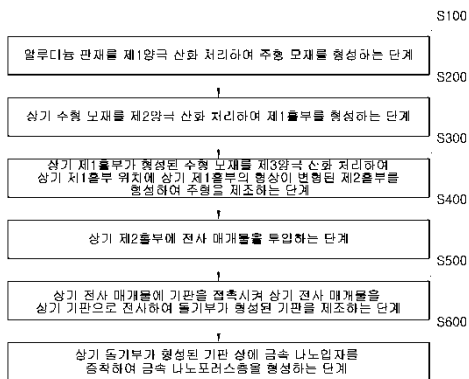 S100
알루미늄 판재를 제1양극 산화 처리하여 주형 모재를 형성하는 단계
S200
상기 주형 모재를 제2양극 산화 처리하여 제1홀부를 형성하는 단계
S300
상기 제1홀부가 형성된 주형 모재를 제3양극 산화 처리하여
상기 제1홀부 위치에 상기 제1홀부의 형상이 변형된 제2홀부를
형성하여 주형을 제조하는 단계
S400
상기 제2홀부에 전사 매개물을 투입하는 단계
S500
상기 전사 매개물에 기판을 접촉시켜 상기 전사 매개물을
상기 기판으로 전사하여 돌기부가 형성된 기판을 제조하는 단계
S600
상기 돌기부가 형성된 기판 상에 금속 나노입자를
증착하여 금속 나노포러스층을 형성하는 단계